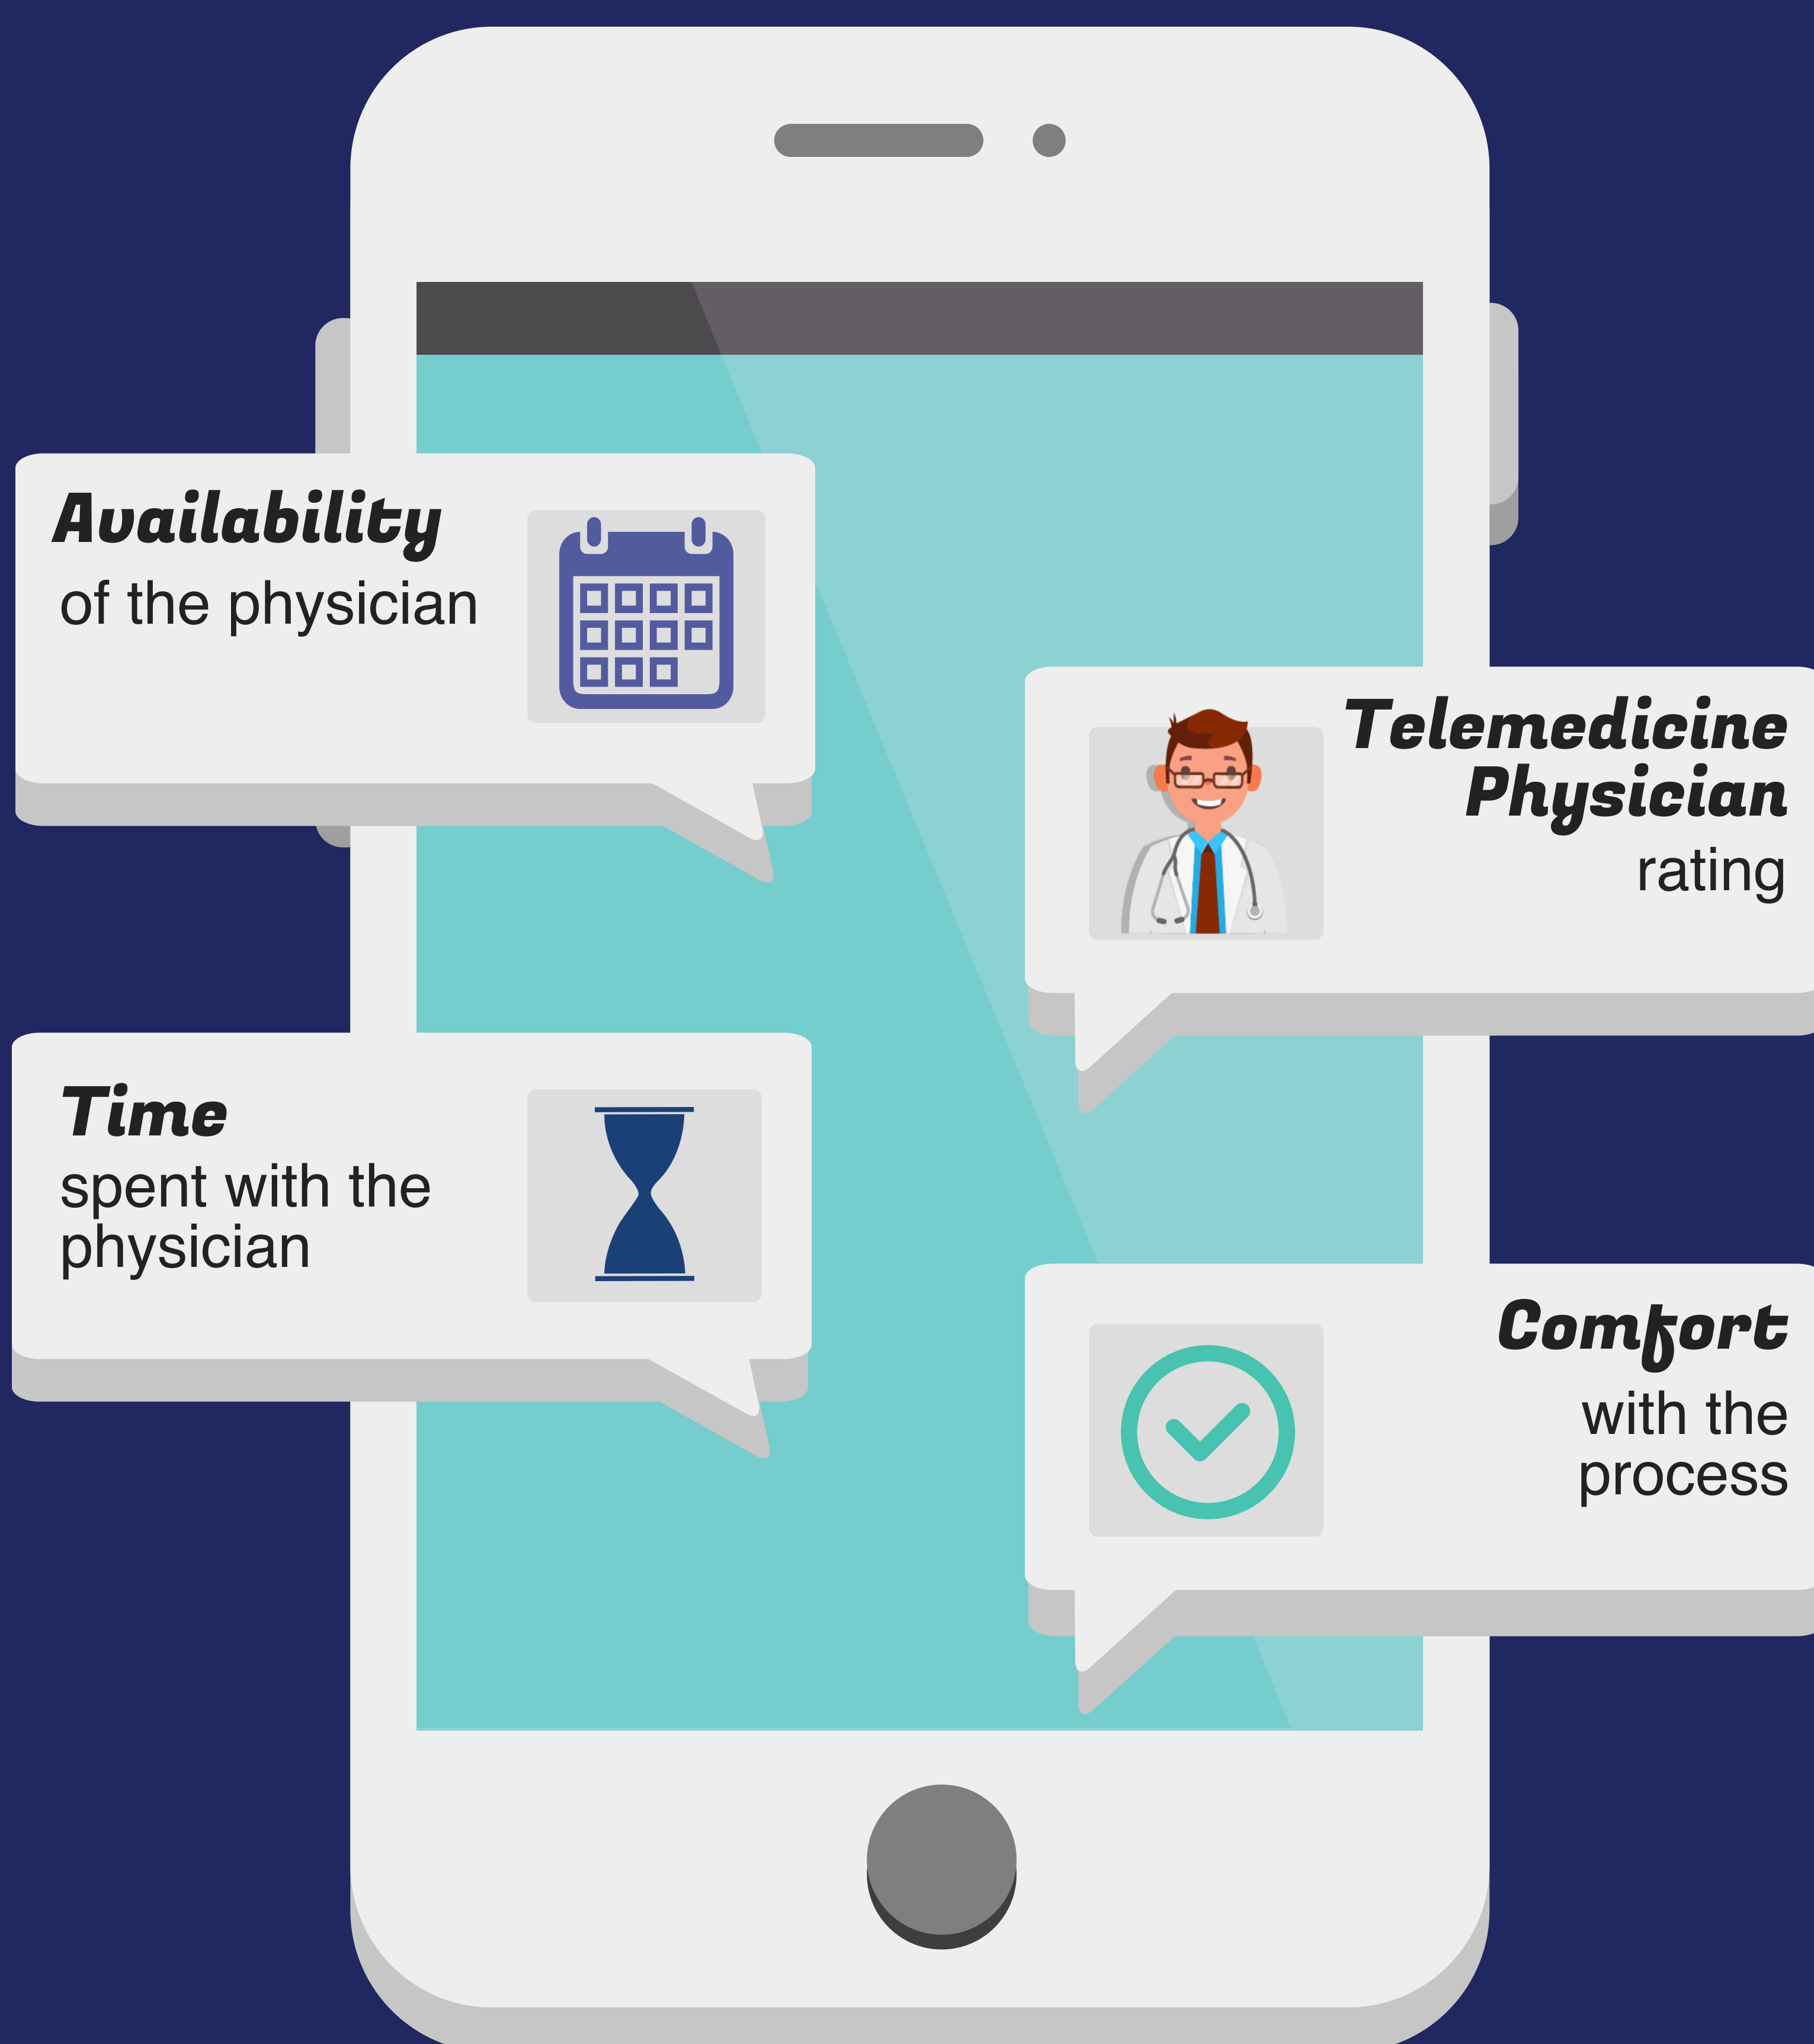 Availability
of the physician
Telemedicine
Physician
rating
Time
spent with the
physician
Comfort
with the
process